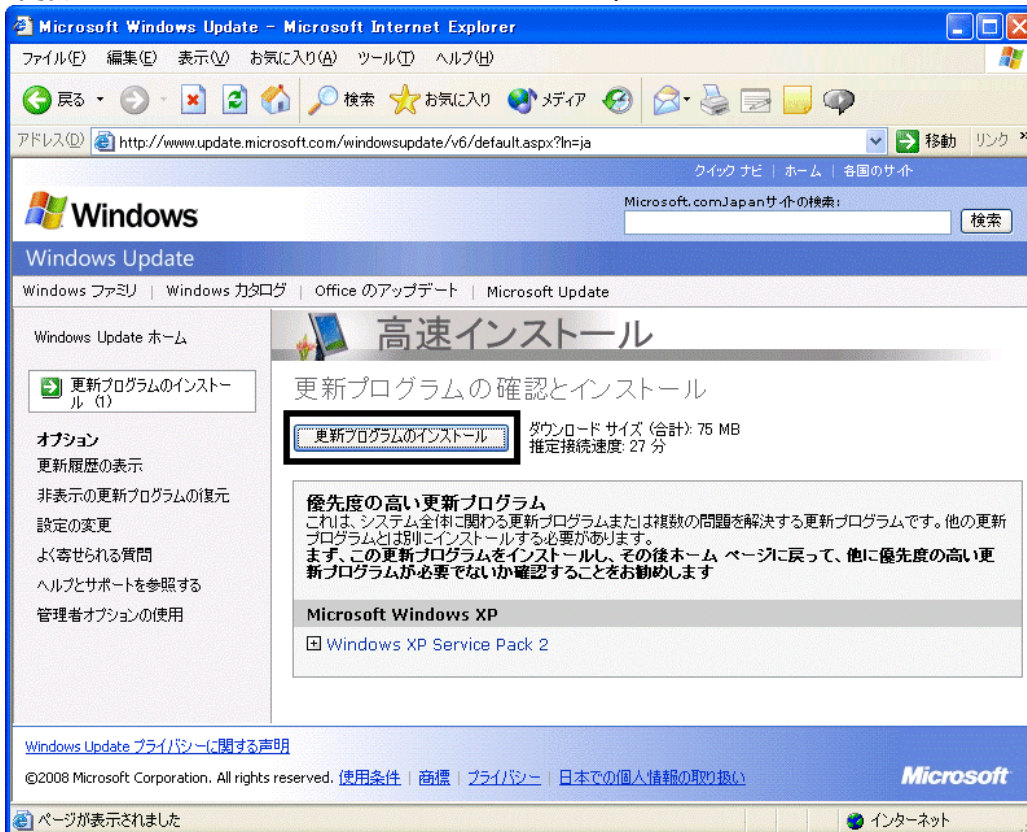 Microsoft Windows Update - Microsoft Internet Explorer
ファイル(F) 編集(E) 表示(V) お気に入り(A) ツール(T) ヘルプ(H)
戻る 検索 お気に入り メディア
アドレス(D) http://www.update.microsoft.com/windowsupdate/v6/default.aspx?ln=ja 移動 リンク »
クイック ナビ | ホーム | 各国のサイト
Windows
Microsoft.comJapanサイトの検索:
検索
Windows Update
Windows ファミリ | Windows カタログ | Office のアップデート | Microsoft Update
Windows Update ホーム
更新プログラムのインストー
ル (1)
オプション
更新履歴の表示
非表示の更新プログラムの復元
設定の変更
よく寄せられる質問
ヘルプとサポートを参照する
管理者オプションの使用
高速インストール
更新プログラムの確認とインストール
更新プログラムのインストール
ダウンロード サイズ (合計): 75 MB
推定接続速度: 27 分
優先度の高い更新プログラム
これは、システム全体に関わる更新プログラムまたは複数の問題を解決する更新プログラムです。他の更新
プログラムとは別にインストールする必要があります。
まず、この更新プログラムをインストールし、その後ホーム ページに戻って、他に優先度の高い更
新プログラムが必要でないか確認することをお勧めします
Microsoft Windows XP
Windows XP Service Pack 2
Windows Update プライバシーに関する声明
©2008 Microsoft Corporation. All rights reserved. 使用条件 | 商標 | プライバシー | 日本での個人情報の取り扱い
Microsoft
ページが表示されました
インターネット